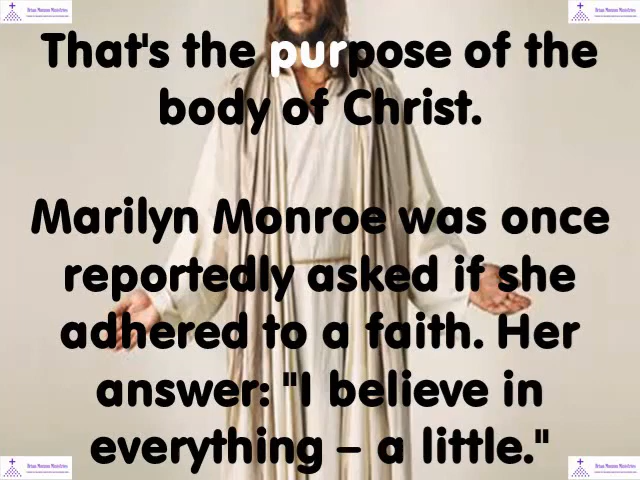 That's the purpose of the
body of Christ.
Marilyn Monroe was once
reportedly asked if she
adhered to a faith. Her
answer: "I believe in
everything – a little."